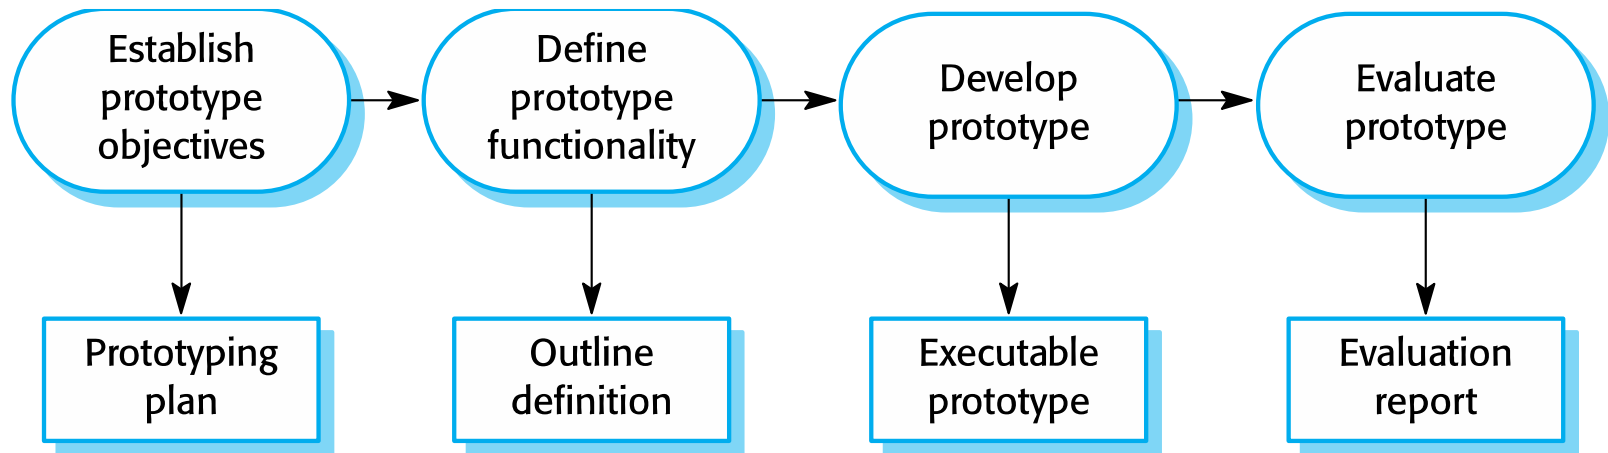 Establish
prototype
objectives
Define
prototype
functionality
Develop
prototype
Evaluate
prototype
Prototyping
plan
Outline
definition
Executable
prototype
Evaluation
report